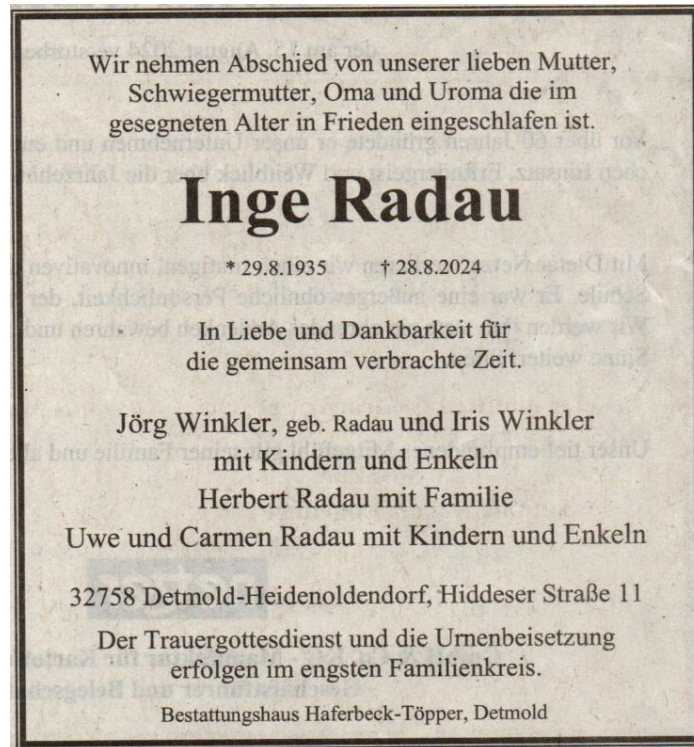 Wir nehmen Abschied von unserer lieben Mutter,
Schwiegermutter, Oma und Uroma die im
gesegneten Alter in Frieden eingeschlafen ist.
Inge Radau
* 29.8.1935 † 28.8.2024
In Liebe und Dankbarkeit für
die gemeinsam verbrachte Zeit.
Jörg Winkler, geb. Radau und Iris Winkler
mit Kindern und Enkeln
Herbert Radau mit Familie
Uwe und Carmen Radau mit Kindern und Enkeln
32758 Detmold-Heidenoldendorf, Hiddeser Straße 11
Der Trauergottesdienst und die Urnenbeisetzung
erfolgen im engsten Familienkreis.
Bestattungshaus Haferbeck-Töpper, Detmold